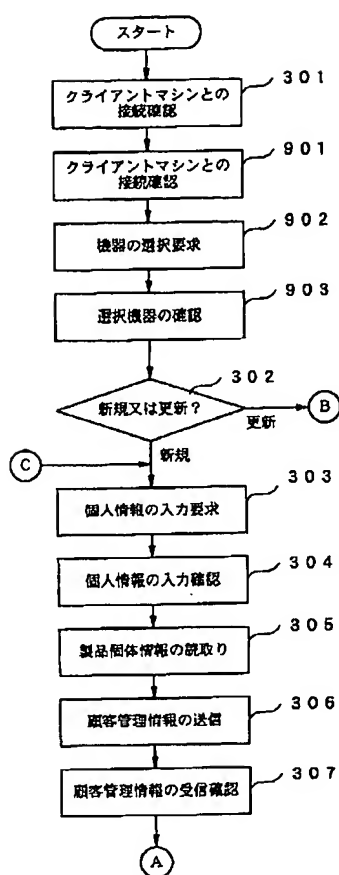 スタート
301
クライアントマシンとの
接続確認
901
クライアントマシンとの
接続確認
902
機器の選択要求
903
選択機器の確認
302
新規又は更新?
B
更新
新規
C
303
個人情報の入力要求
304
個人情報の入力確認
305
製品個体情報の読取り
306
顧客管理情報の送信
307
顧客管理情報の受信確認
A